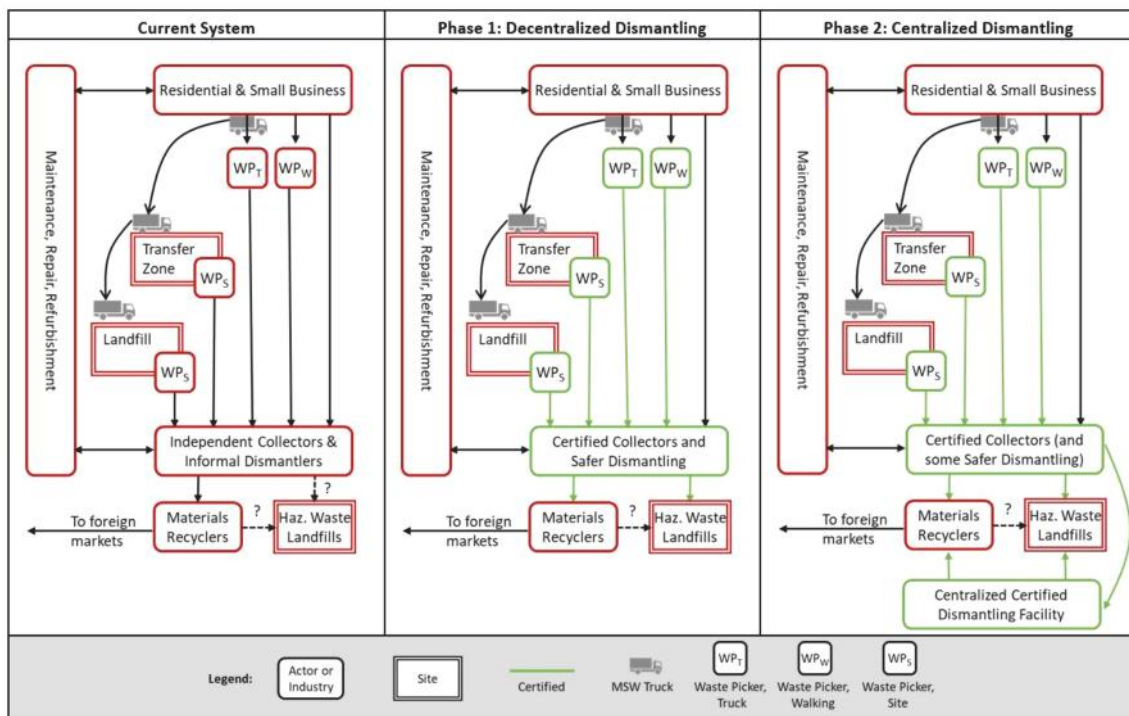 Current System
Maintenance, Repair, Refurbishment
Residential & Small Business
WPT
WPW
Transfer
Zone
WPS
Landfill
WPS
Independent Collectors &
Informal Dismantlers
?
?
To foreign
markets
Materials
Recyclers
Haz. Waste
Landfills
Phase 1: Decentralized Dismantling
Maintenance, Repair, Refurbishment
Residential & Small Business
WPT
WPW
Transfer
Zone
WPS
Landfill
WPS
Certified Collectors and
Safer Dismantling
?
To foreign
markets
Materials
Recyclers
Haz. Waste
Landfills
Phase 2: Centralized Dismantling
Maintenance, Repair, Refurbishment
Residential & Small Business
WPT
WPW
Transfer
Zone
WPS
Landfill
WPS
Certified Collectors (and
some Safer Dismantling)
?
To foreign
markets
Materials
Recyclers
Haz. Waste
Landfills
Centralized Certified
Dismantling Facility
Legend:
Actor or
Industry
Site
Certified
MSW Truck
WPT
Waste Picker,
Truck
WPW
Waste Picker,
Walking
WPS
Waste Picker,
Site